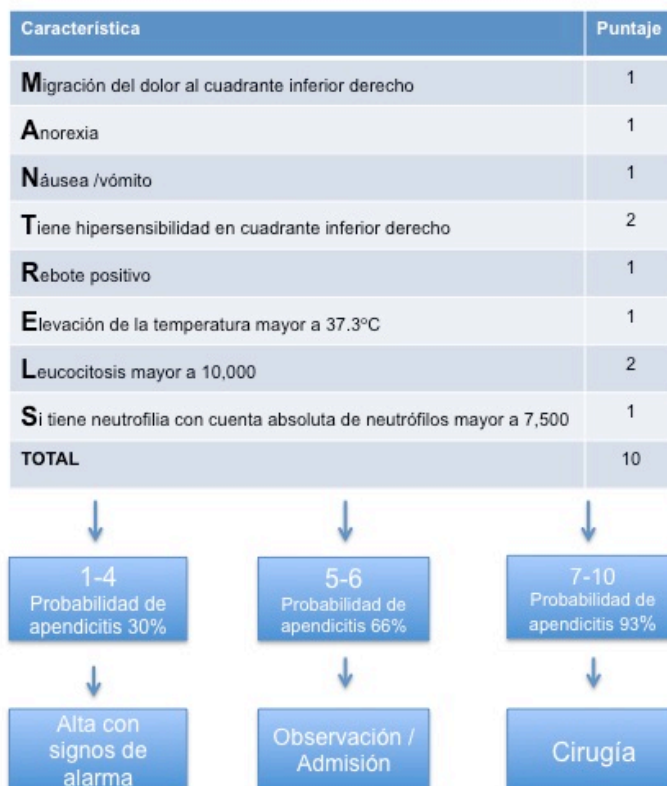 Característica Puntaje
Migración del dolor al cuadrante inferior derecho 1
Anorexia 1
Náusea /vómito 1
Tiene hipersensibilidad en cuadrante inferior derecho 2
Rebote positivo 1
Elevación de la temperatura mayor a 37.3ºC 1
Leucocitosis mayor a 10,000 2
Si tiene neutrofilia con cuenta absoluta de neutrófilos mayor a 7,500 1
TOTAL 10
1-4
Probabilidad de
apendicitis 30%
5-6
Probabilidad de
apendicitis 66%
7-10
Probabilidad de
apendicitis 93%
Alta con
signos de
alarma
Observación /
Admisión
Cirugía